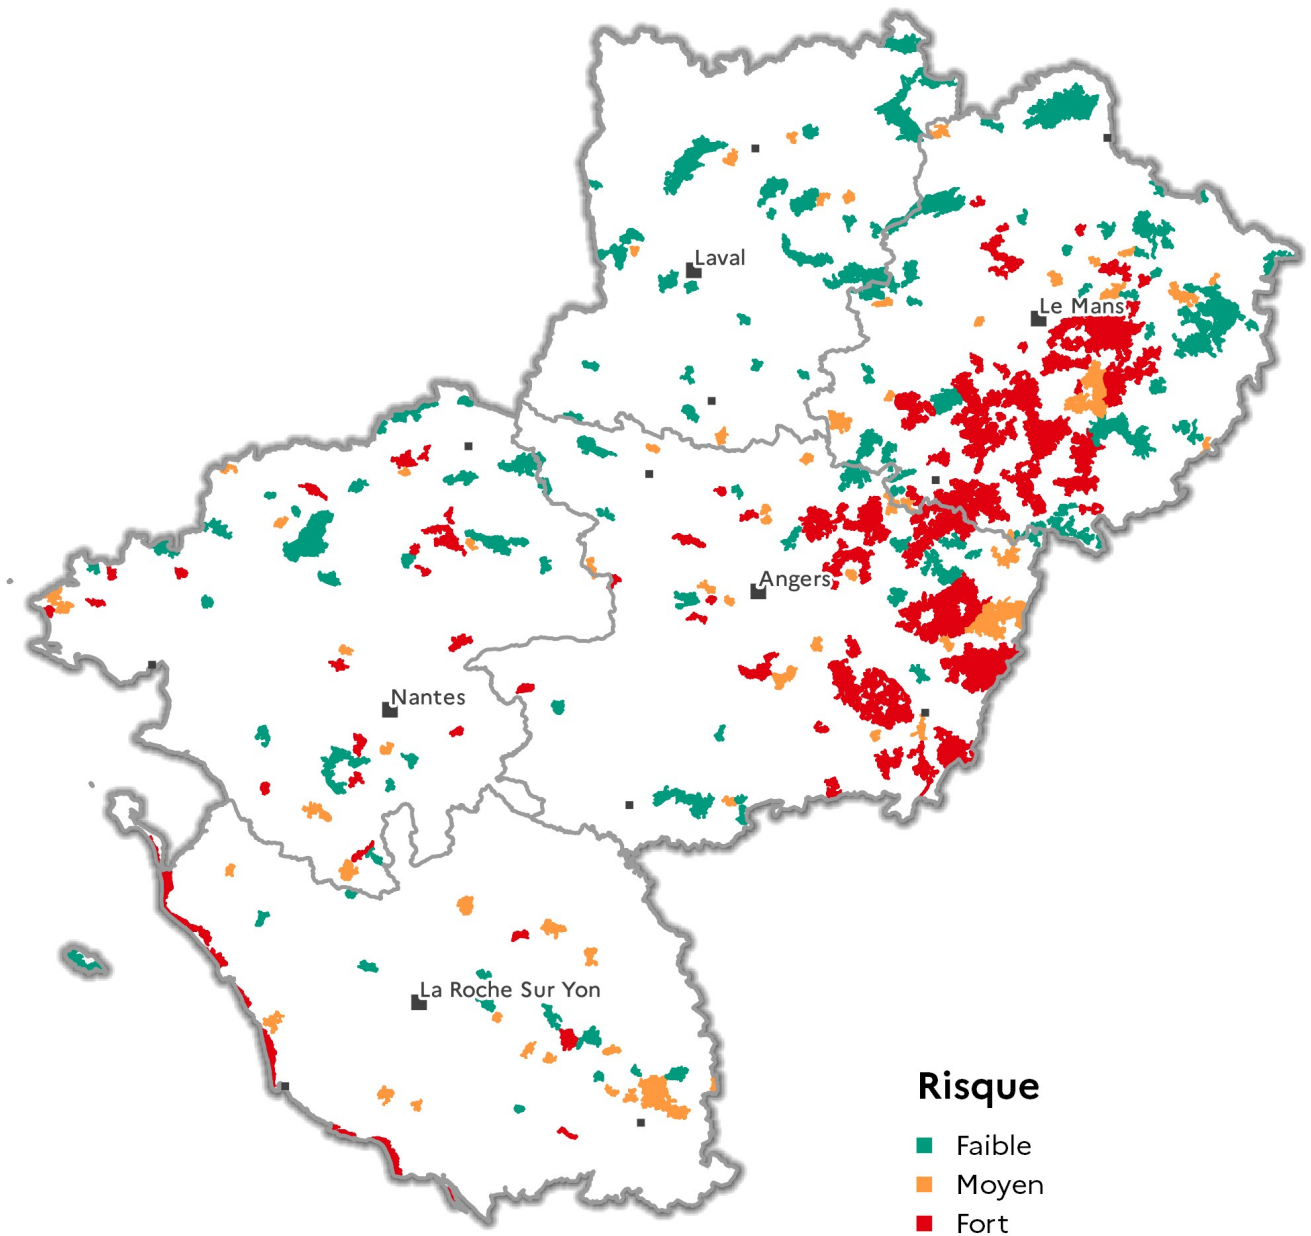 Laval
Le Mans
Angers
Nantes
La Roche Sur Yon
Risque
Faible
Moyen
Fort